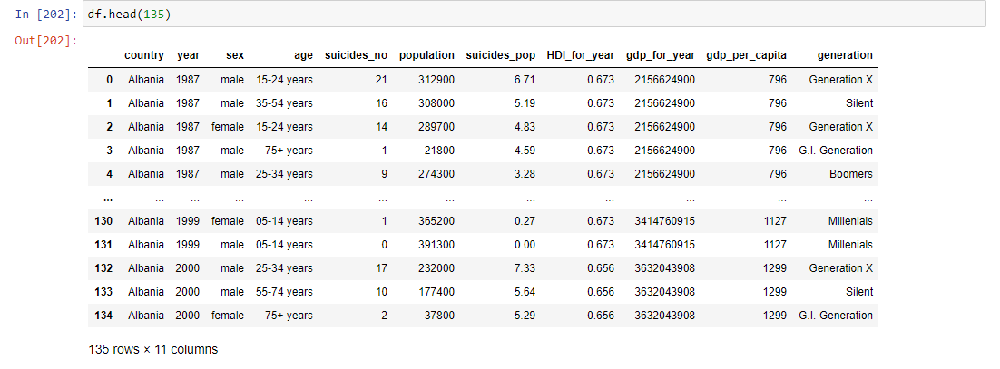 In [202]: df.head(135)
Out[202]:
country year sex age suicides_no population suicides_pop HDI_for_year gdp_for_year gdp_per_capita generation
0 Albania 1987 male 15-24 years 21 312900 6.71 0.673 2156624900 796 Generation X
1 Albania 1987 male 35-54 years 16 308000 5.19 0.673 2156624900 796 Silent
2 Albania 1987 female 15-24 years 14 289700 4.83 0.673 2156624900 796 Generation X
3 Albania 1987 male 75+ years 1 21800 4.59 0.673 2156624900 796 G.I. Generation
4 Albania 1987 male 25-34 years 9 274300 3.28 0.673 2156624900 796 Boomers
... ... ... ... ... ... ... ... ... ... ... ...
130 Albania 1999 female 05-14 years 1 365200 0.27 0.673 3414760915 1127 Millenials
131 Albania 1999 male 05-14 years 0 391300 0.00 0.673 3414760915 1127 Millenials
132 Albania 2000 male 25-34 years 17 232000 7.33 0.656 3632043908 1299 Generation X
133 Albania 2000 male 55-74 years 10 177400 5.64 0.656 3632043908 1299 Silent
134 Albania 2000 female 75+ years 2 37800 5.29 0.656 3632043908 1299 G.I. Generation
135 rows × 11 columns